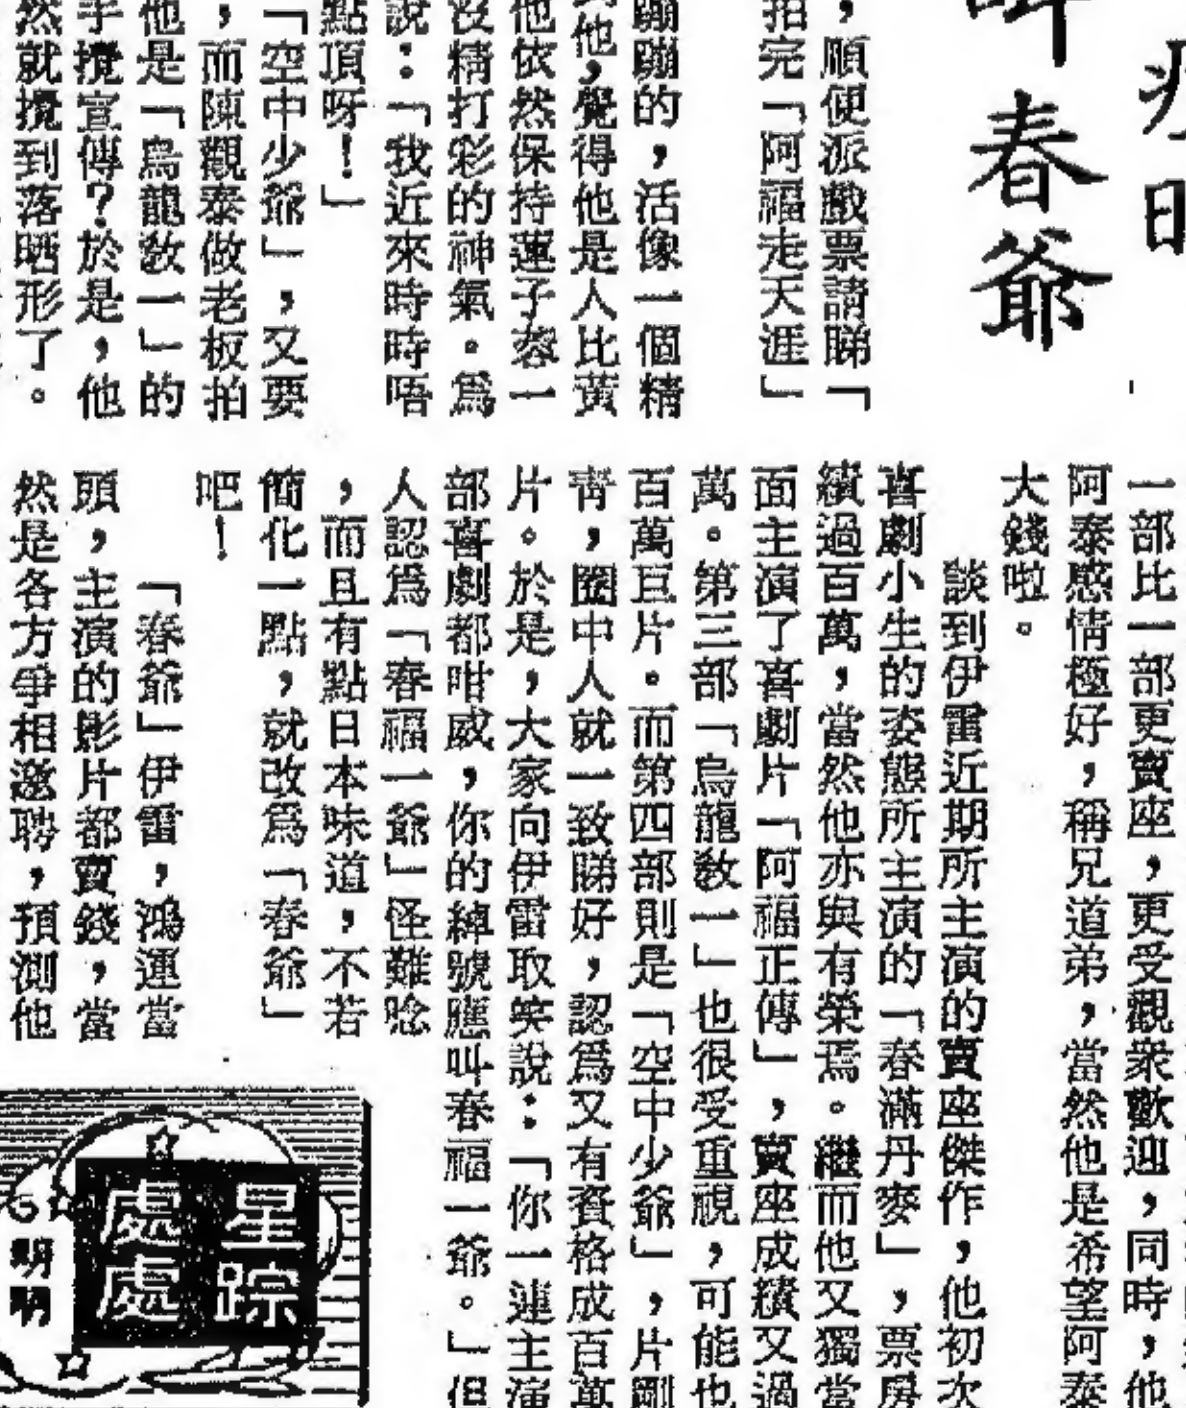 叫春爺
，順便派戲票請睇「
拍完「阿福走天涯」
蹦蹦的，活像一個精
他，覺得他是人比黃
他依然保持蓮子蓉一
沒精打彩的神氣。爲
說：「我近來時時唔
點頂呀！」
「空中少爺」，又要
，而陳觀泰做老板拍
他是「烏龍敎一」的
手攪宣傳？於是，他
然就攪到落晒形了。
一部比一部更賣座，更受觀衆歡迎，同時，他
阿泰感情極好，稱兄道弟，當然他是希望阿泰
大錢啦。
談到伊雷近期所主演的賣座傑作，他初次
喜劇小生的姿態所主演的「春滿丹麥」，票房
績過百萬，當然他亦與有榮焉。繼而他又獨當
面主演了喜劇片「阿福正傳」，賣座成績又過
萬。第三部「烏龍敎一」也很受重視，可能也
百萬巨片。而第四部則是「空中少爺」，片剛
靑，圈中人就一致睇好，認爲又有資格成百萬
片。於是，大家向伊雷取笑說：「你一連主演
部喜劇都咁威，你的綽號應叫春福一爺。」但
人認爲「春福一爺」怪難唸
，而且有點日本味道，不若
簡化一點，就改爲「春爺」
吧！
「春爺」伊雷，鴻運當
頭，主演的影片都賣錢，當
然是各方爭相邀聘，預測他
星踪
處處
明明